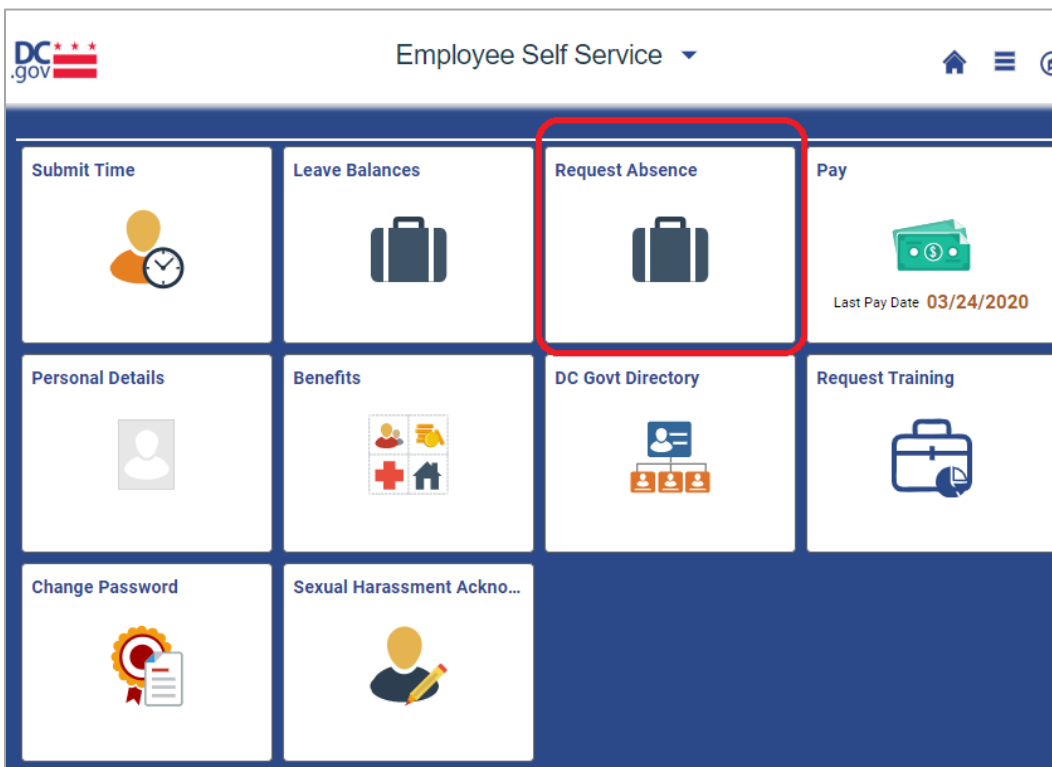 DC
.gov
Employee Self Service
Submit Time
Leave Balances
Request Absence
Pay
$
Last Pay Date 03/24/2020
Personal Details
Benefits
DC Govt Directory
Request Training
Change Password
Sexual Harassment Ackno...